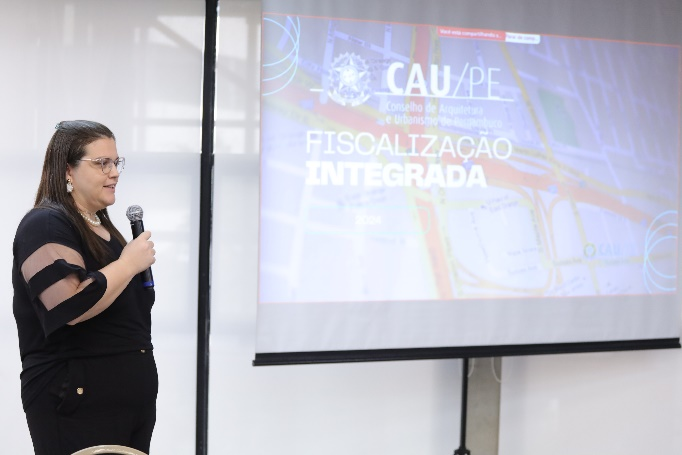 CAU/PE
Conselho de Arquitetura
e Urbanismo de Pernambuco
FISCALIZAÇÃO
INTEGRADA